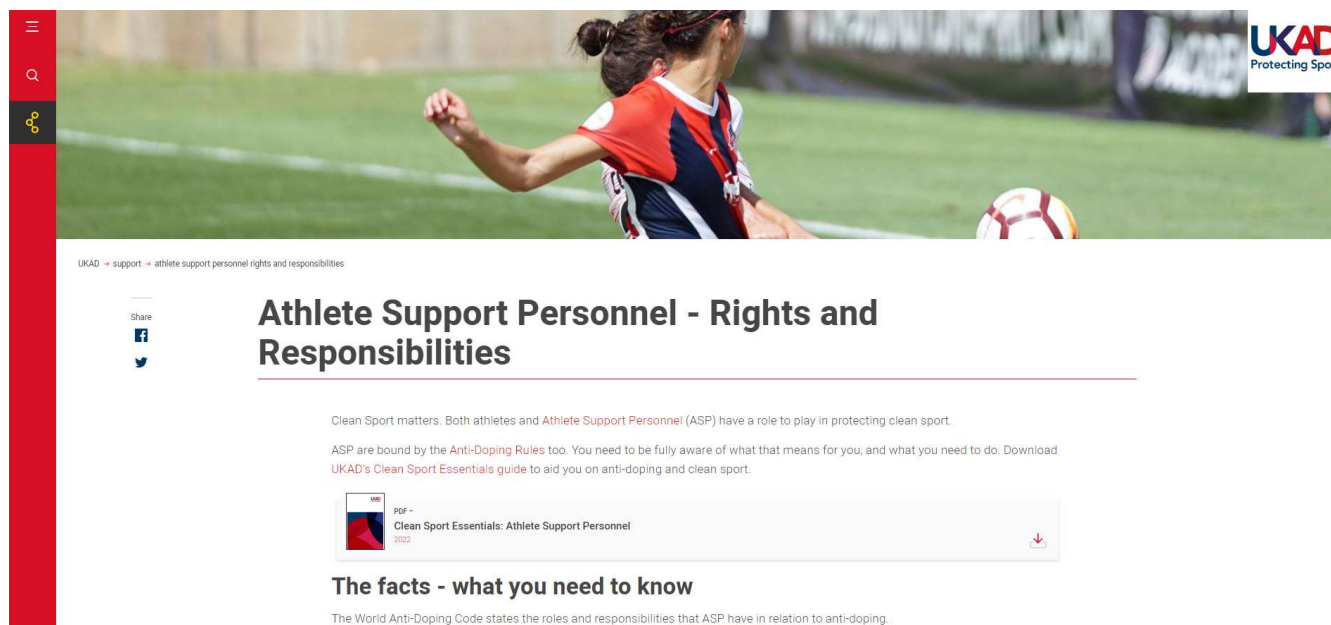 UKAD
Protecting Spo
UKAD → support → athlete support personnel rights and responsibilities
Share
Athlete Support Personnel - Rights and
Responsibilities
Clean Sport matters. Both athletes and Athlete Support Personnel (ASP) have a role to play in protecting clean sport.
ASP are bound by the Anti-Doping Rules too. You need to be fully aware of what that means for you, and what you need to do. Download
UKAD's Clean Sport Essentials guide to aid you on anti-doping and clean sport.
UKAD
PDF –
Clean Sport Essentials: Athlete Support Personnel
2022
The facts - what you need to know
The World Anti-Doping Code states the roles and responsibilities that ASP have in relation to anti-doping.